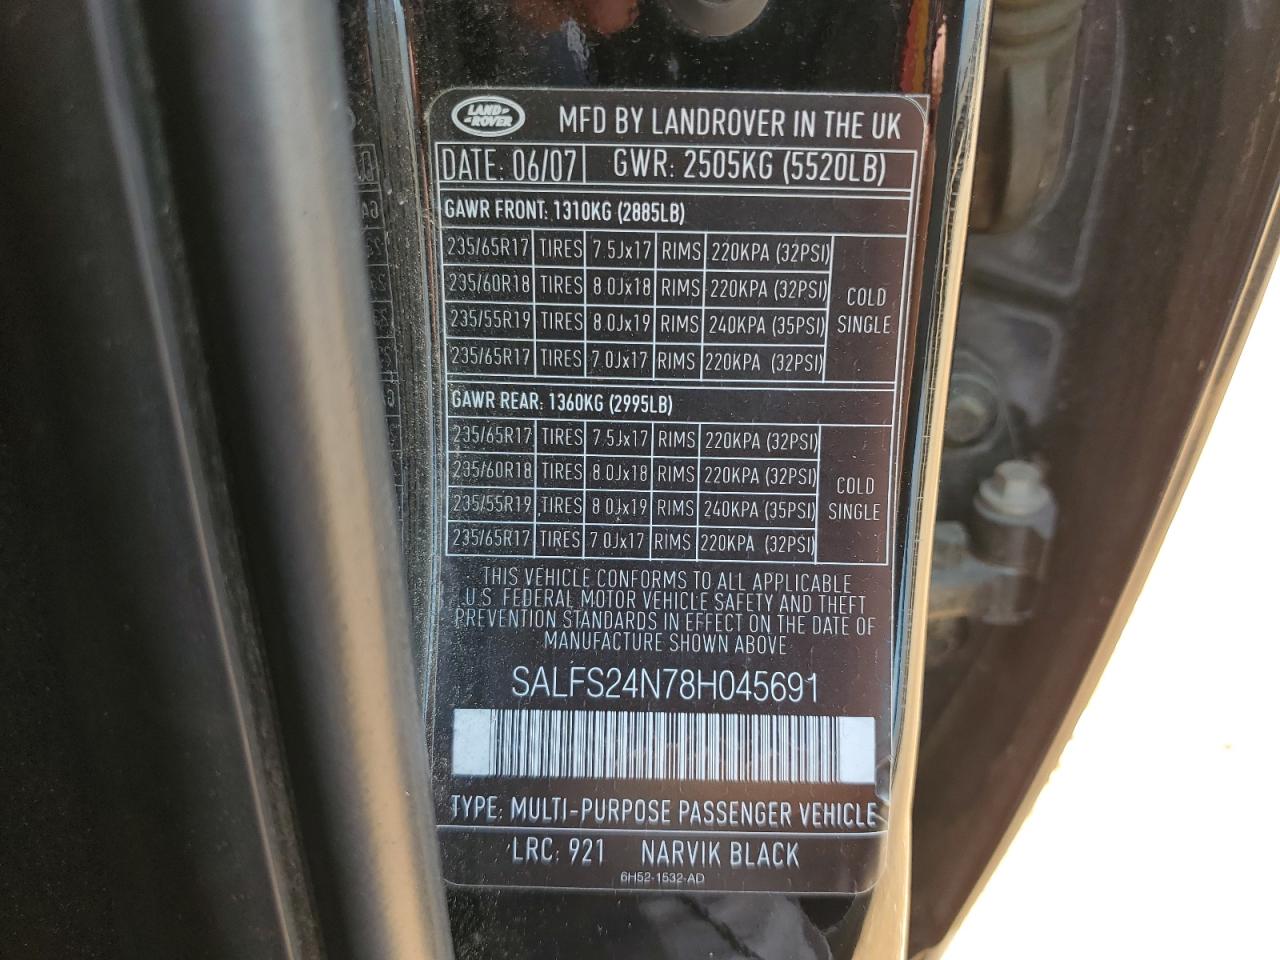 LAND ROVER
MFD BY LANDROVER IN THE UK
DATE: 06/07 GWR: 2505KG (5520LB)
GAWR FRONT: 1310KG (2885LB)
235/65R17 TIRES 7.5Jx17 RIMS 220KPA (32PSI)
235/60R18 TIRES 8.0Jx18 RIMS 220KPA (32PSI)
235/55R19 TIRES 8.0Jx19 RIMS 240KPA (35PSI)
235/65R17 TIRES 7.0Jx17 RIMS 220KPA (32PSI)
COLD
SINGLE
GAWR REAR: 1360KG (2995LB)
235/65R17 TIRES 7.5Jx17 RIMS 220KPA (32PSI)
235/60R18 TIRES 8.0Jx18 RIMS 220KPA (32PSI)
235/55R19 TIRES 8.0Jx19 RIMS 240KPA (35PSI)
235/65R17 TIRES 7.0Jx17 RIMS 220KPA (32PSI)
COLD
SINGLE
THIS VEHICLE CONFORMS TO ALL APPLICABLE
U.S. FEDERAL MOTOR VEHICLE SAFETY AND THEFT
PREVENTION STANDARDS IN EFFECT ON THE DATE OF
MANUFACTURE SHOWN ABOVE
SALFS24N78H045691
TYPE: MULTI-PURPOSE PASSENGER VEHICLE
LRC: 921 NARVIK BLACK
6H52-1532-AD